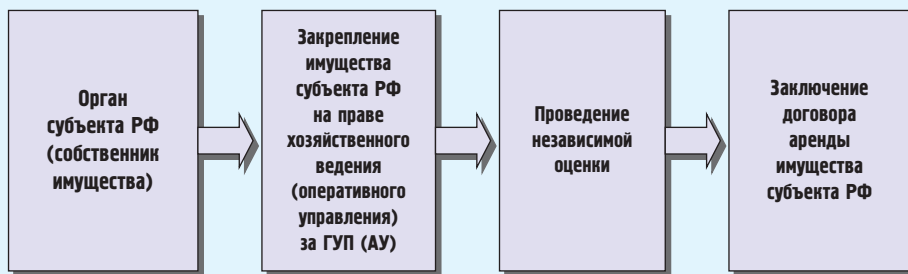 Орган
субъекта РФ
(собственник
имущества)
Закрепление
имущества
субъекта РФ
на праве
хозяйственного
ведения
(оперативного
управления)
за ГУП (АУ)
Проведение
независимой
оценки
Заключение
договора
аренды
имущества
субъекта РФ